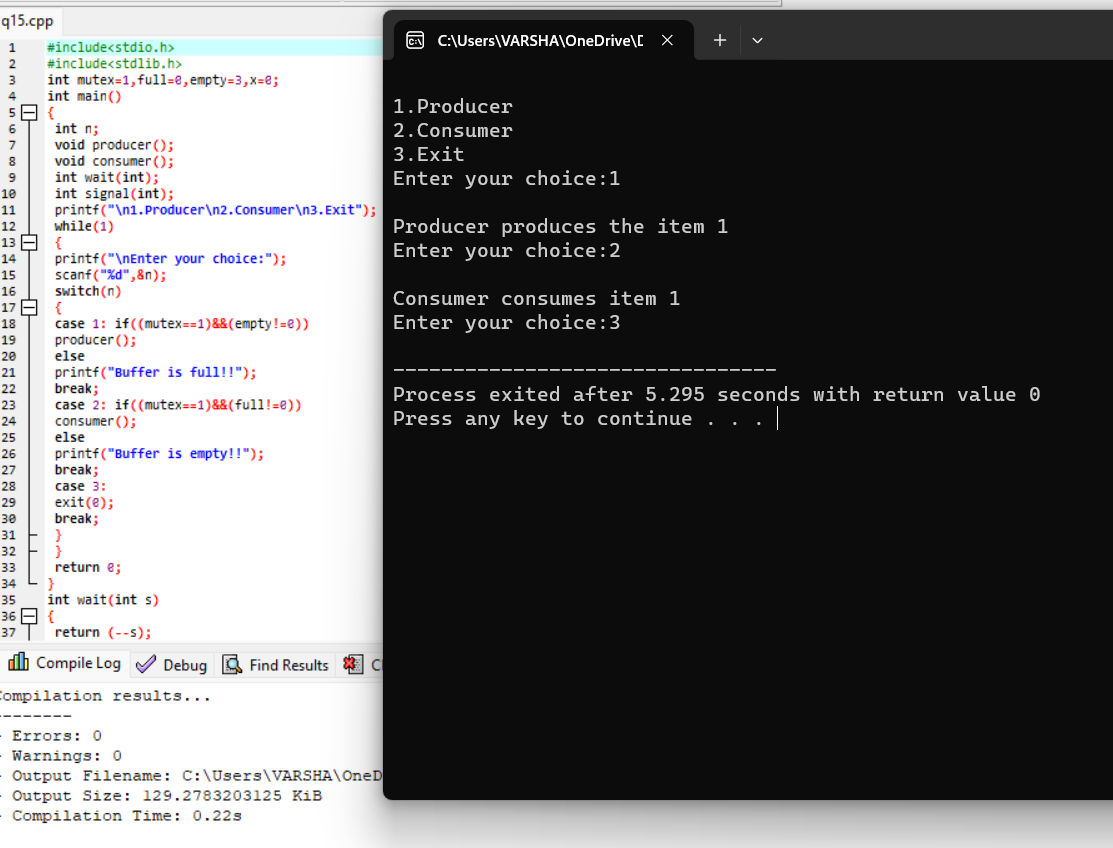 q15.cpp
1 #include<stdio.h>
2 #include<stdlib.h>
3 int mutex=1,full=0,empty=3,x=0;
4 int main()
5 {
6 int n;
7 void producer();
8 void consumer();
9 int wait(int);
10 int signal(int);
11 printf("\n1.Producer\n2.Consumer\n3.Exit");
12 while(1)
13 {
14 printf("\nEnter your choice:");
15 scanf("%d",&n);
16 switch(n)
17 {
18 case 1: if((mutex==1)&&(empty!=0))
19 producer();
20 else
21 printf("Buffer is full!!");
22 break;
23 case 2: if((mutex==1)&&(full!=0))
24 consumer();
25 else
26 printf("Buffer is empty!!");
27 break;
28 case 3:
29 exit(0);
30 break;
31 }
32 }
33 return 0;
34 }
35 int wait(int s)
36 {
37 return (--s);
Compile Log Debug Find Results
Compilation results...
--------
- Errors: 0
- Warnings: 0
- Output Filename: C:\Users\VARSHA\OneD
- Output Size: 129.2783203125 KiB
- Compilation Time: 0.22s
C:\Users\VARSHA\OneDrive\D
1.Producer
2.Consumer
3.Exit
Enter your choice:1
Producer produces the item 1
Enter your choice:2
Consumer consumes item 1
Enter your choice:3
--------------------------------
Process exited after 5.295 seconds with return value 0
Press any key to continue . . .